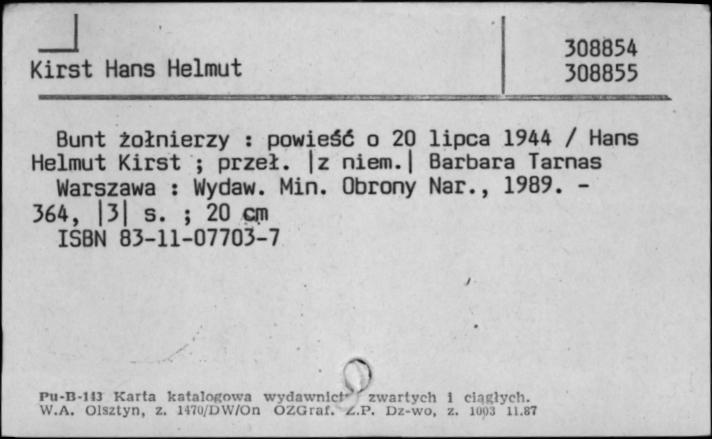 308854
Kirst Hans Helmut
308855
Bunt żołnierzy : powieść o 20 lipca 1944 / Hans
Helmut Kirst ; przeł. |z niem.| Barbara Tarnas
Warszawa : Wydaw. Min. Obrony Nar., 1989. -
364, |3| s. ; 20 cm
ISBN 83-11-07703-7
Pu-B-143 Karta katalogowa zwartych i ciągłych.
W.A. Olsztyn, z. 1470/DW/On OZGraf. Z.P. Dz-wo, z. 1003 11.87